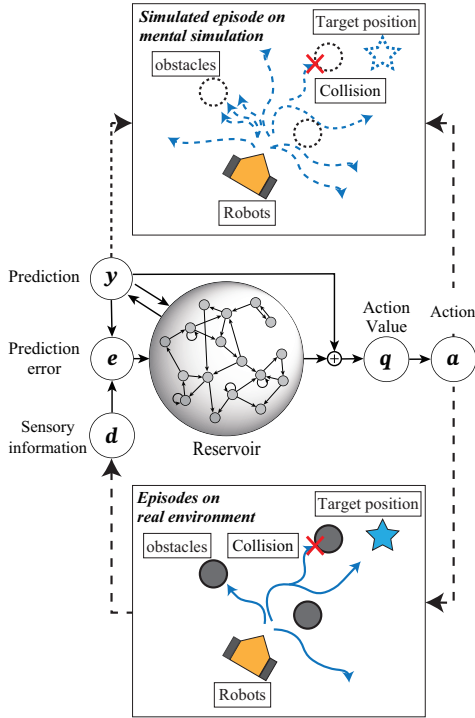 Simulated episode on
mental simulation
Target position
obstacles
Collision
Robots
Prediction
y
Action
Value
Action
Prediction
error
e
q
a
Sensory
information
d
Reservoir
Episodes on
real environment
Target position
obstacles
Collision
Robots